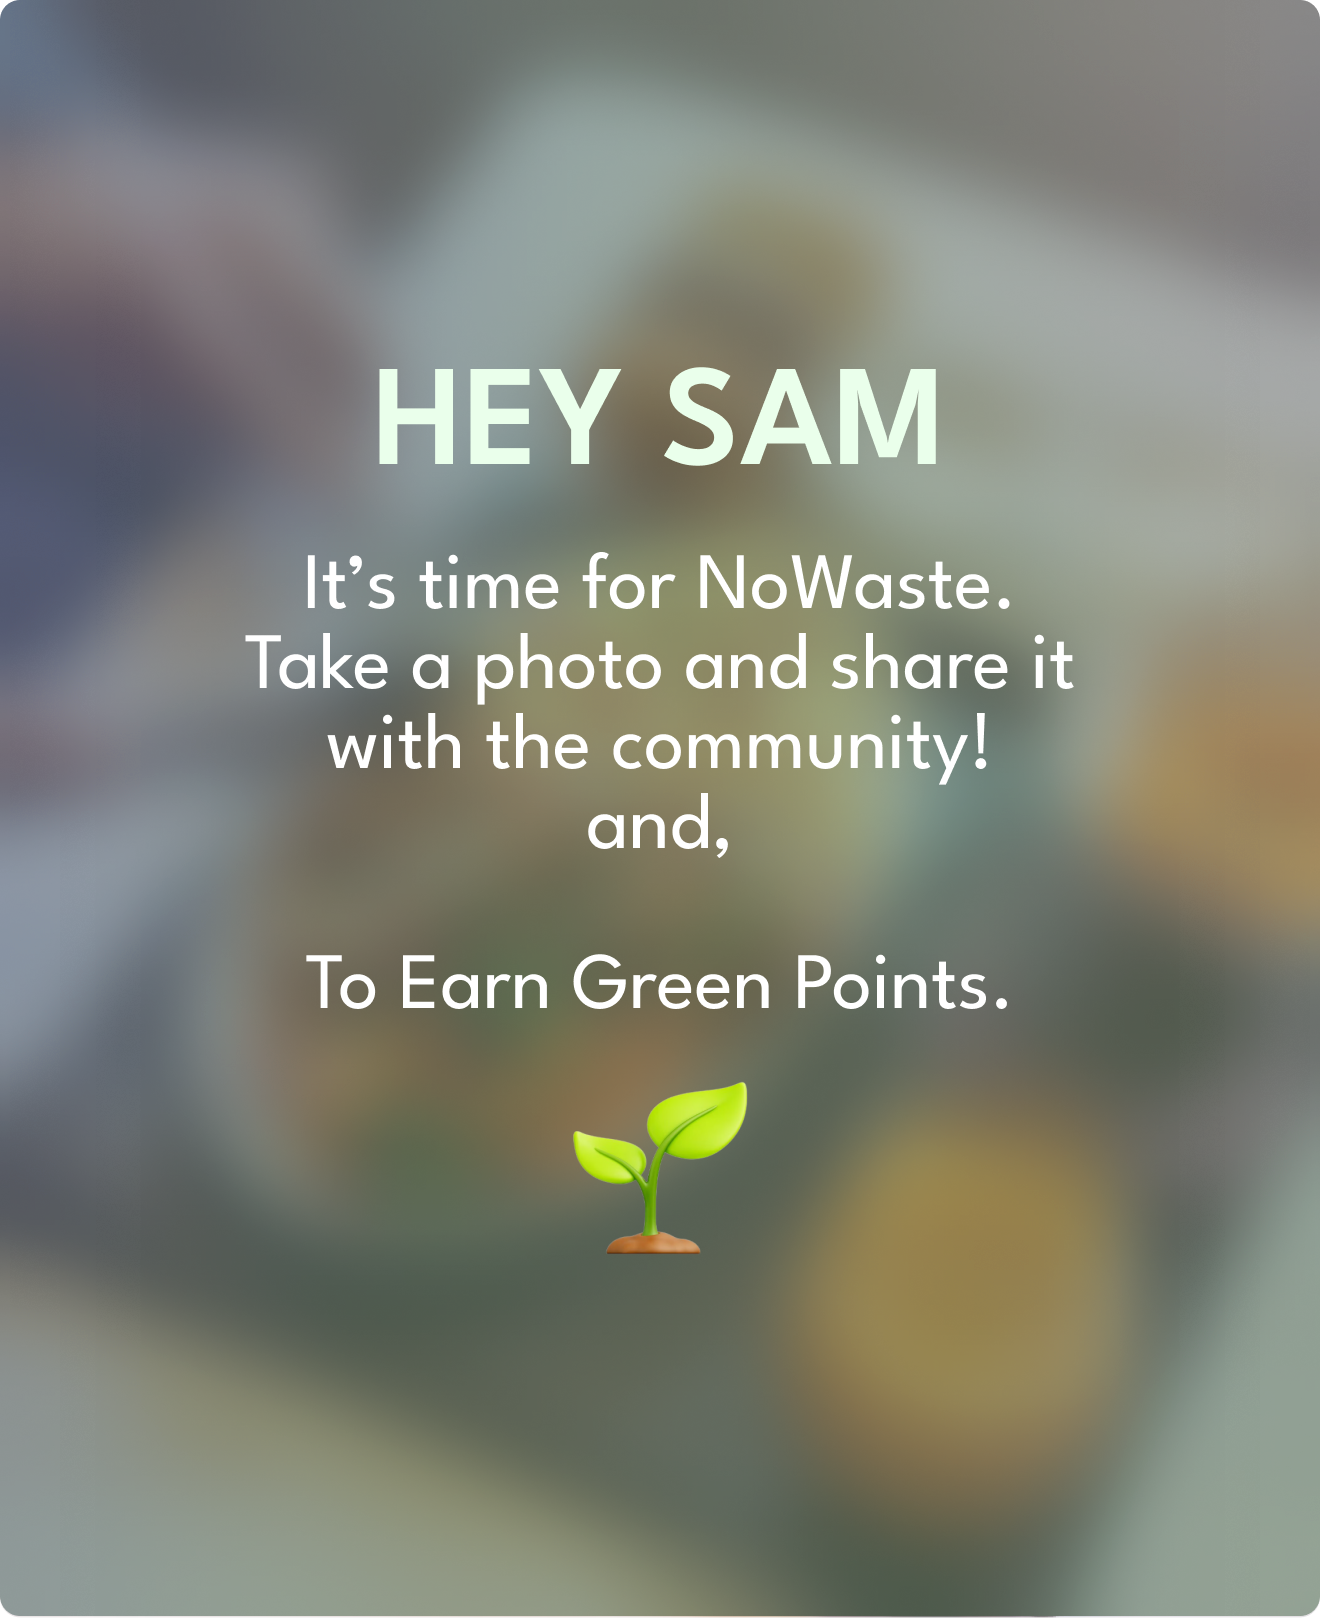 HEY SAM
It’s time for NoWaste.
Take a photo and share it
with the community!
and,
To Earn Green Points.